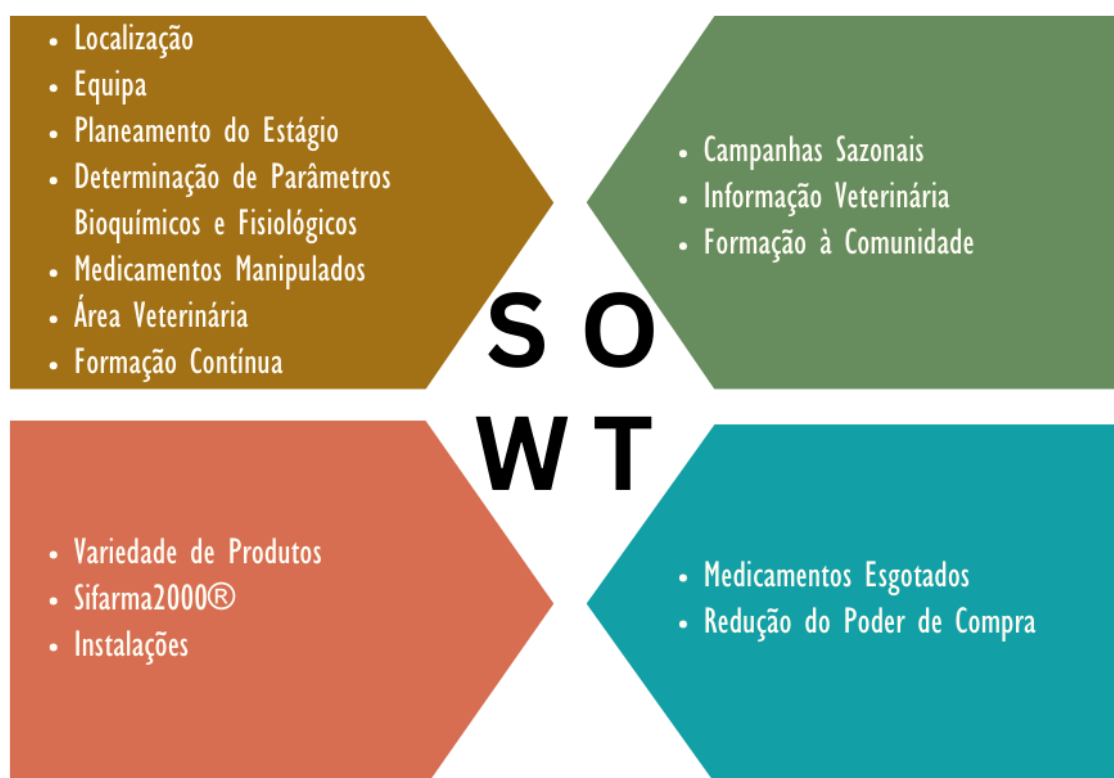 • Localização
• Equipa
• Planeamento do Estágio
• Determinação de Parâmetros
Bioquímicos e Fisiológicos
• Medicamentos Manipulados
• Área Veterinária
• Formação Contínua
• Campanhas Sazonais
• Informação Veterinária
• Formação à Comunidade
S O
W T
• Variedade de Produtos
• Sifarma2000®
• Instalações
• Medicamentos Esgotados
• Redução do Poder de Compra